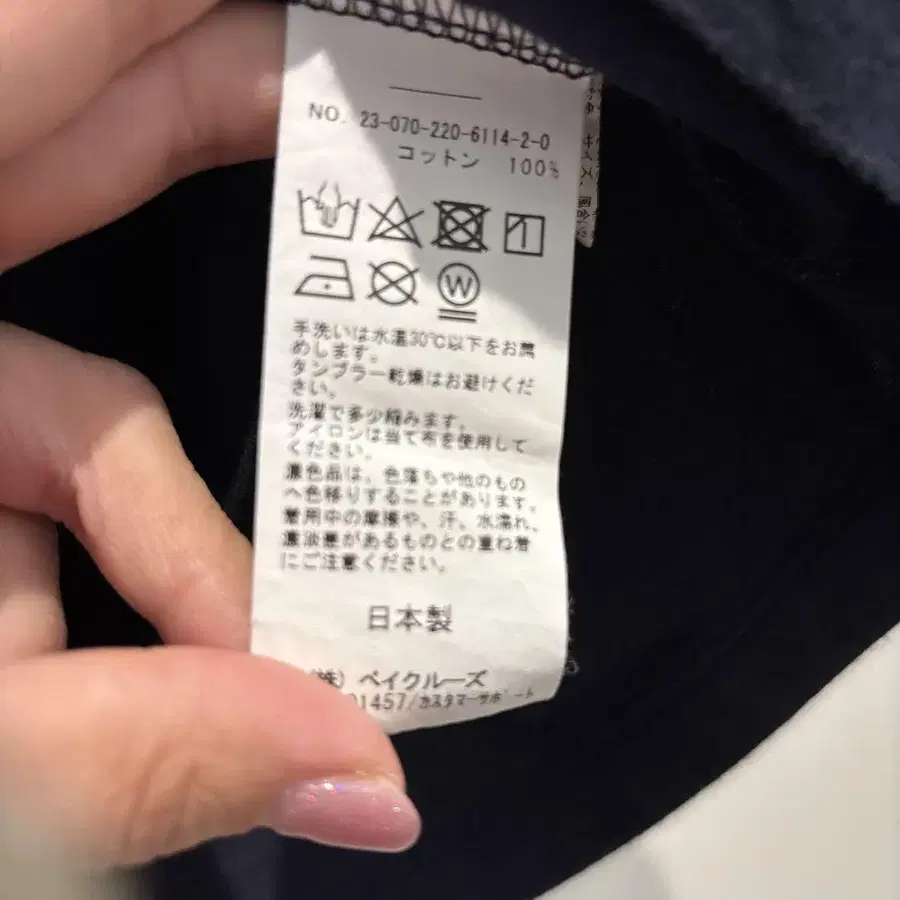 NO. 23-070-220-6114-2-0
コットン 100%
W
手洗いは水温30℃以下をお薦
めします。
タンブラー乾燥はお避けくだ
さい。
洗濯で多少縮みます。
アイロンは当て布を使用して
ください。
濃色品は、色落ちや他のもの
へ色移りすることがあります。
着用中の摩擦や、汗、水濡れ、
濃淡差があるものとの重ね着
にご注意ください。
日本製
(株) ベイクルーズ
01457/カスタマーサポート